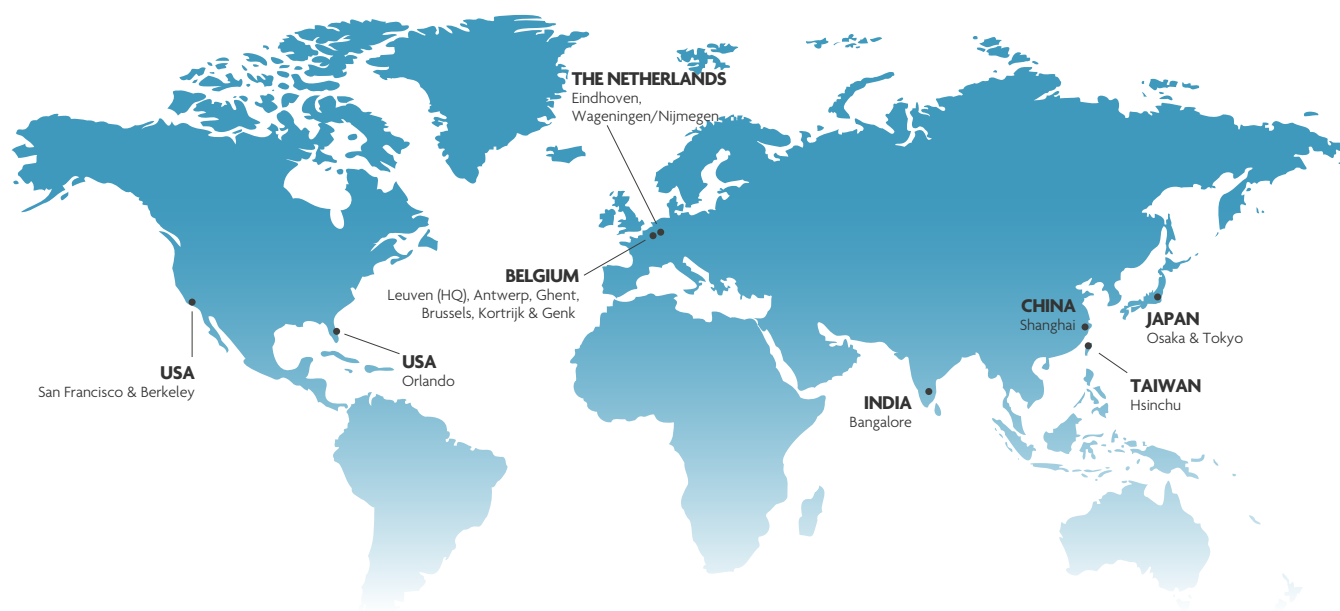 THE NETHERLANDS
Eindhoven,
Wageningen/Nijmegen
BELGIUM
Leuven (HQ), Antwerp, Ghent,
Brussels, Kortrijk & Genk
USA
San Francisco & Berkeley
USA
Orlando
CHINA
Shanghai
JAPAN
Osaka & Tokyo
TAIWAN
Hsinchu
INDIA
Bangalore